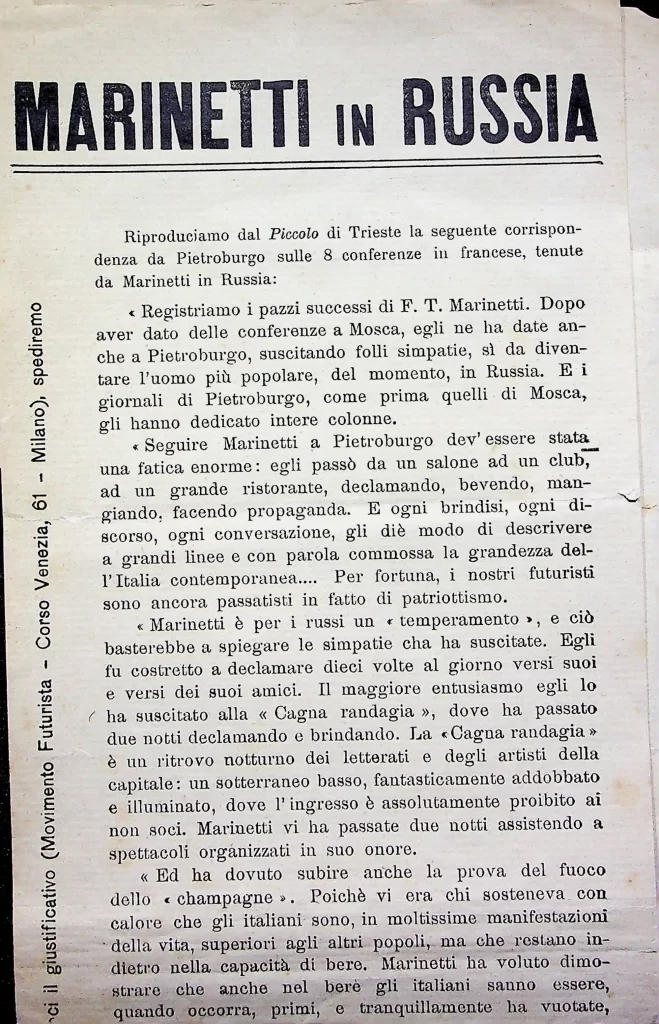 MARINETTI IN RUSSIA
Riproduciamo dal Piccolo di Trieste la seguente corrispon-
denza da Pietroburgo sulle 8 conferenze in francese, tenute
da Marinetti in Russia:
« Registriamo i pazzi successi di F. T. Marinetti. Dopo
aver dato delle conferenze a Mosca, egli ne ha date an-
che a Pietroburgo, suscitando folli simpatie, sì da diven-
tare l'uomo più popolare, del momento, in Russia. E i
giornali di Pietroburgo, come prima quelli di Mosca,
gli hanno dedicato intere colonne.
« Seguire Marinetti a Pietroburgo dev'essere stata
una fatica enorme: egli passò da un salone ad un club,
ad un grande ristorante, declamando, bevendo, man-
giando, facendo propaganda. E ogni brindisi, ogni di-
scorso, ogni conversazione, gli diè modo di descrivere
a grandi linee e con parola commossa la grandezza del-
l'Italia contemporanea.... Per fortuna, i nostri futuristi
sono ancora passatisti in fatto di patriottismo.
« Marinetti è per i russi un « temperamento », e ciò
basterebbe a spiegare le simpatie cha ha suscitate. Egli
fu costretto a declamare dieci volte al giorno versi suoi
e versi dei suoi amici. Il maggiore entusiasmo egli lo
ha suscitato alla « Cagna randagia », dove ha passato
due notti declamando e brindando. La «Cagna randagia»
è un ritrovo notturno dei letterati e degli artisti della
capitale: un sotterraneo basso, fantasticamente addobbato
e illuminato, dove l'ingresso è assolutamente proibito ai
non soci. Marinetti vi ha passate due notti assistendo a
spettacoli organizzati in suo onore.
« Ed ha dovuto subire anche la prova del fuoco
dello « champagne ». Poichè vi era chi sosteneva con
calore che gli italiani sono, in moltissime manifestazioni
della vita, superiori agli altri popoli, ma che restano in-
dietro nella capacità di bere. Marinetti ha voluto dimo-
strare che anche nel bere gli italiani sanno essere,
quando occorra, primi, e tranquillamente ha vuotate,
ci il giustificativo (Movimento Futurista - Corso Venezia, 61 - Milano), spediremo